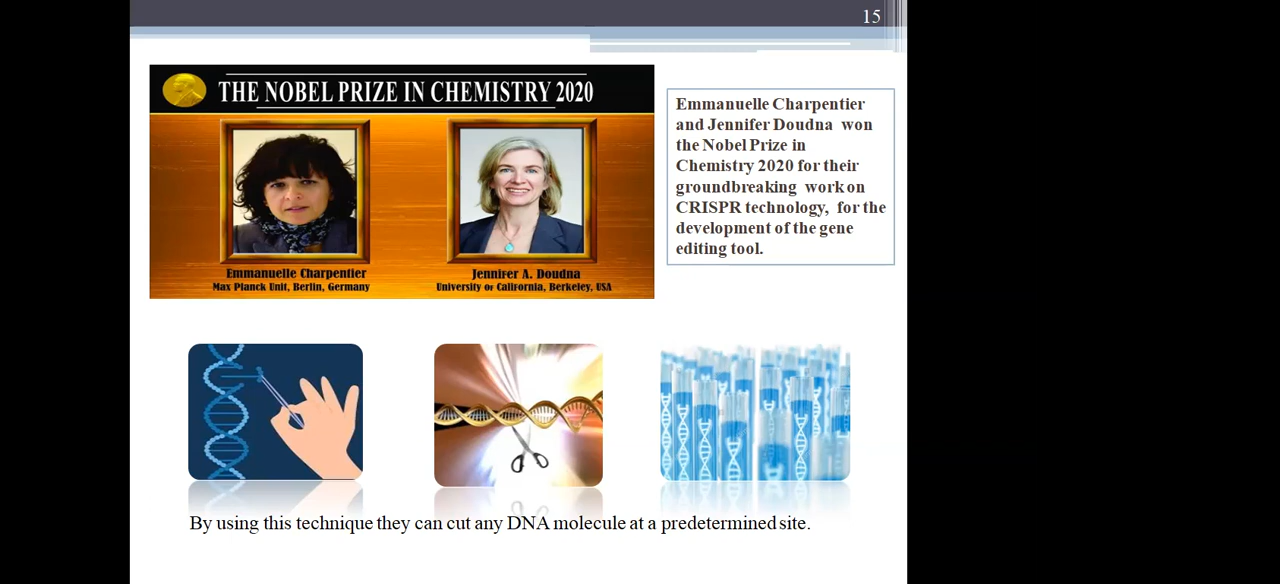 15
THE NOBEL PRIZE IN CHEMISTRY 2020
Emmanuelle Charpentier
Max Planck Unit, Berlin, Germany
Jennifer A. Doudna
University of California, Berkeley, USA
Emmanuelle Charpentier
and Jennifer Doudna won
the Nobel Prize in
Chemistry 2020 for their
groundbreaking work on
CRISPR technology, for the
development of the gene
editing tool.
By using this technique they can cut any DNA molecule at a predetermined site.